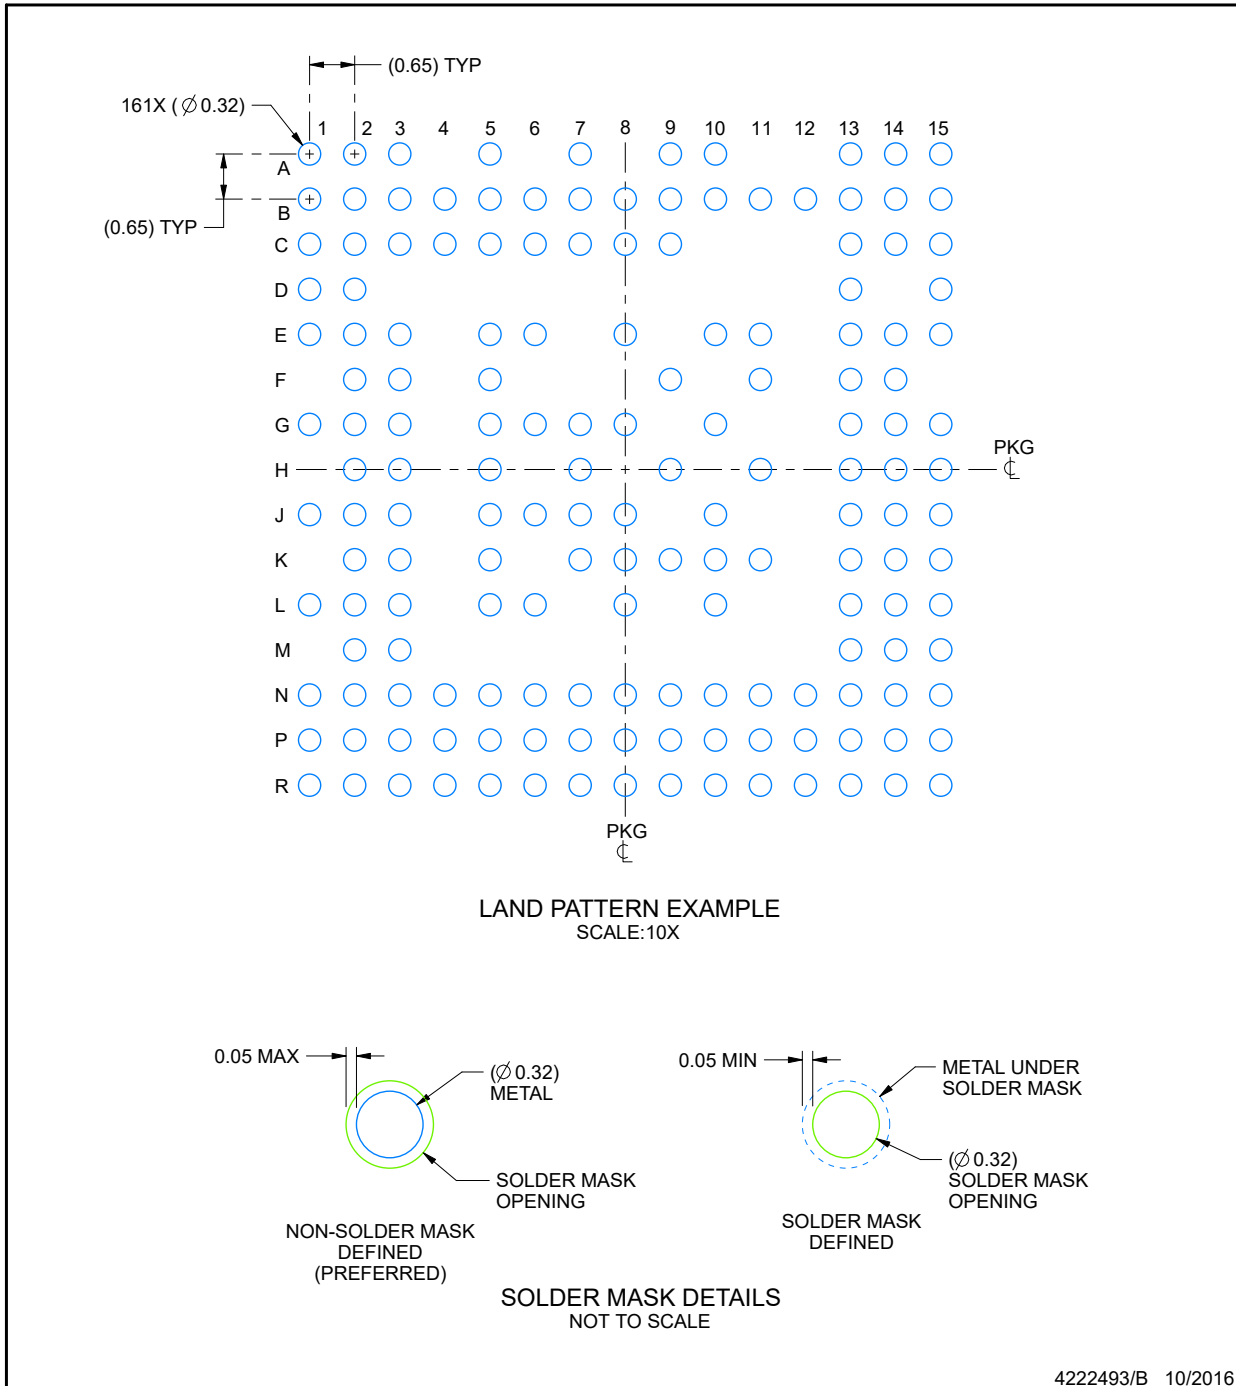 (0.65) TYP
161X (∅0.32)
1 2 3 4 5 6 7 8 9 10 11 12 13 14 15
A
B
(0.65) TYP
C
D
E
F
G
PKG
H
℄
J
K
L
M
N
P
R
PKG
℄
LAND PATTERN EXAMPLE
SCALE:10X
0.05 MAX
(∅0.32)
METAL
SOLDER MASK
OPENING
NON-SOLDER MASK
DEFINED
(PREFERRED)
0.05 MIN
METAL UNDER
SOLDER MASK
(∅0.32)
SOLDER MASK
OPENING
SOLDER MASK
DEFINED
SOLDER MASK DETAILS
NOT TO SCALE
4222493/B 10/2016